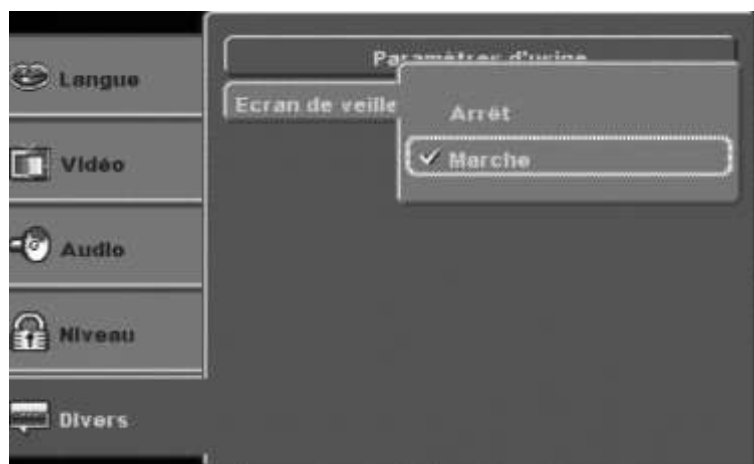 Langue
Vidéo
Audio
Niveau
Divers
Paramètres d'usine
Ecran de veille
Arrêt
Marche